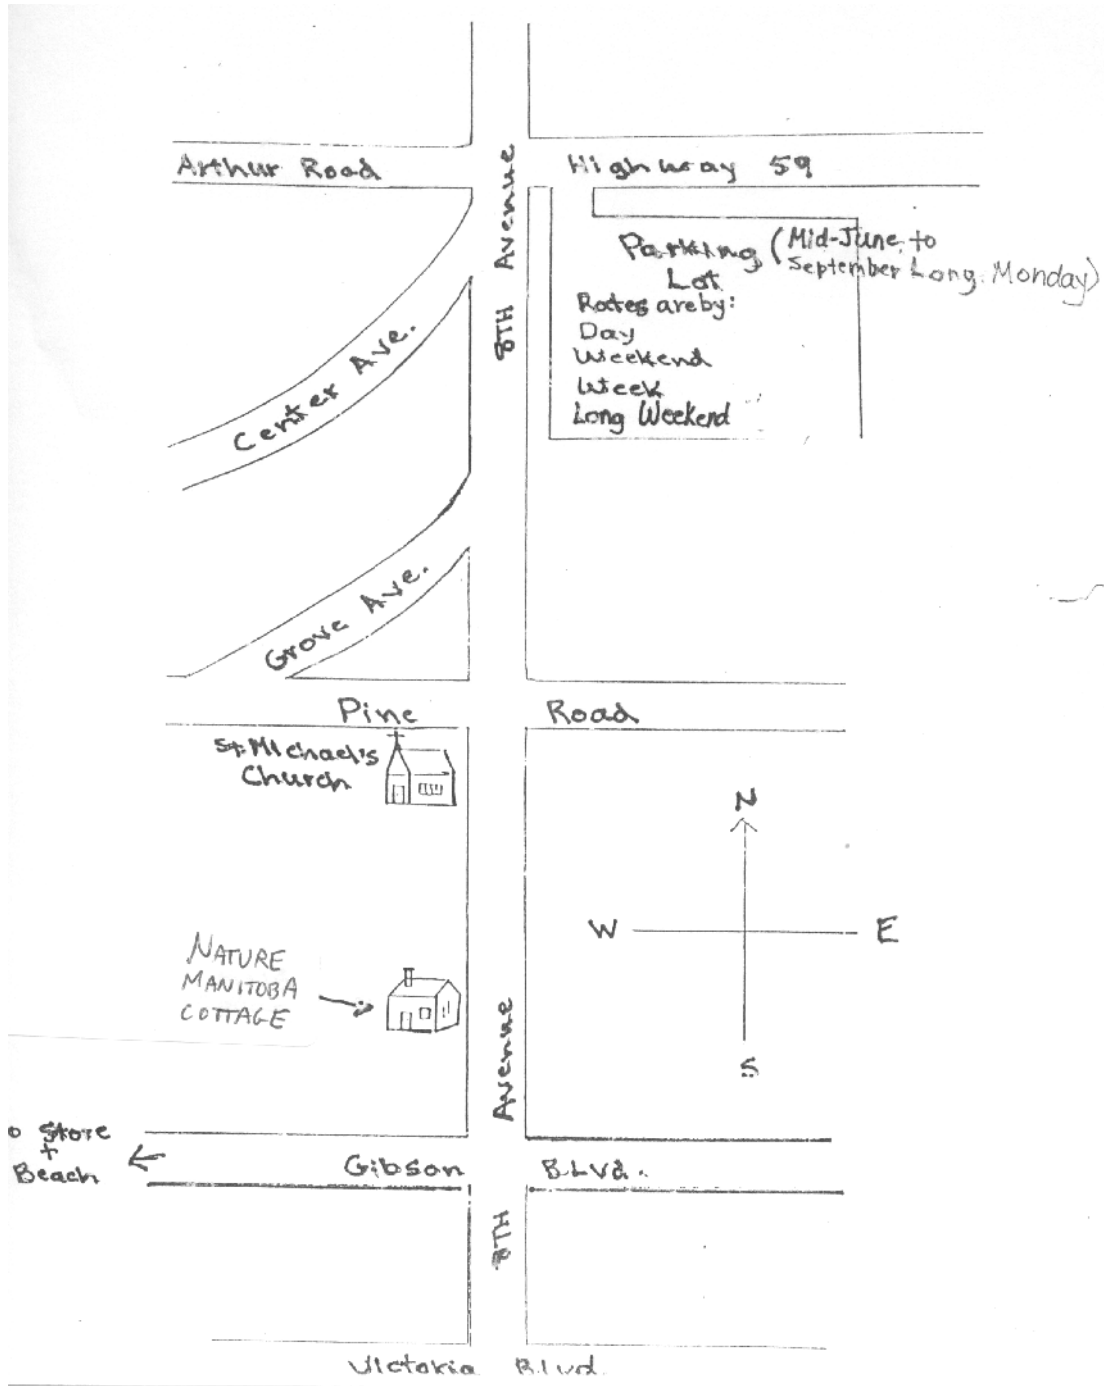 Arthur Road
Highway 59
8TH Avenue
Parking (Mid-June to
Lot September Long Monday)
Rates are by:
Day
Weekend
Week
Long Weekend
Center Ave.
Grove Ave.
Pine Road
St. Michael's
Church
N
W E
S
NATURE
MANITOBA
COTTAGE
Avenue
o Store
+
Beach
Gibson BLvd.
8TH
Victoria Blvd.